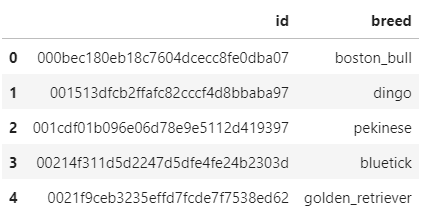 id breed
0 000bec180eb18c7604dcecc8fe0dba07 boston_bull
1 001513dfcb2ffafc82cccf4d8bbaba97 dingo
2 001cdf01b096e06d78e9e5112d419397 pekinese
3 00214f311d5d2247d5dfe4fe24b2303d bluetick
4 0021f9ceb3235effd7fcde7f7538ed62 golden_retriever